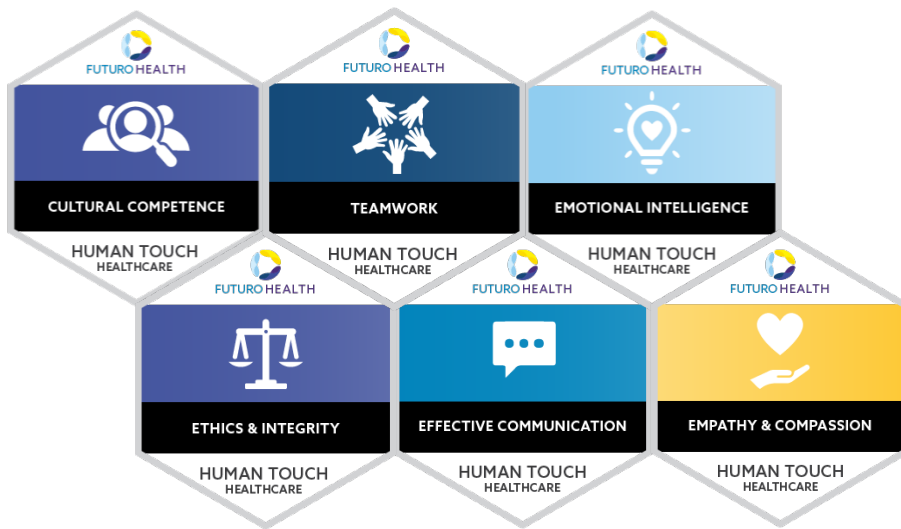 FUTURO HEALTH
CULTURAL COMPETENCE
HUMAN TOUCH
HEALTHCARE
FUTURO HEALTH
TEAMWORK
HUMAN TOUCH
HEALTHCARE
FUTURO HEALTH
EMOTIONAL INTELLIGENCE
HUMAN TOUCH
HEALTHCARE
FUTURO HEALTH
ETHICS & INTEGRITY
HUMAN TOUCH
HEALTHCARE
FUTURO HEALTH
EFFECTIVE COMMUNICATION
HUMAN TOUCH
HEALTHCARE
FUTURO HEALTH
EMPATHY & COMPASSION
HUMAN TOUCH
HEALTHCARE